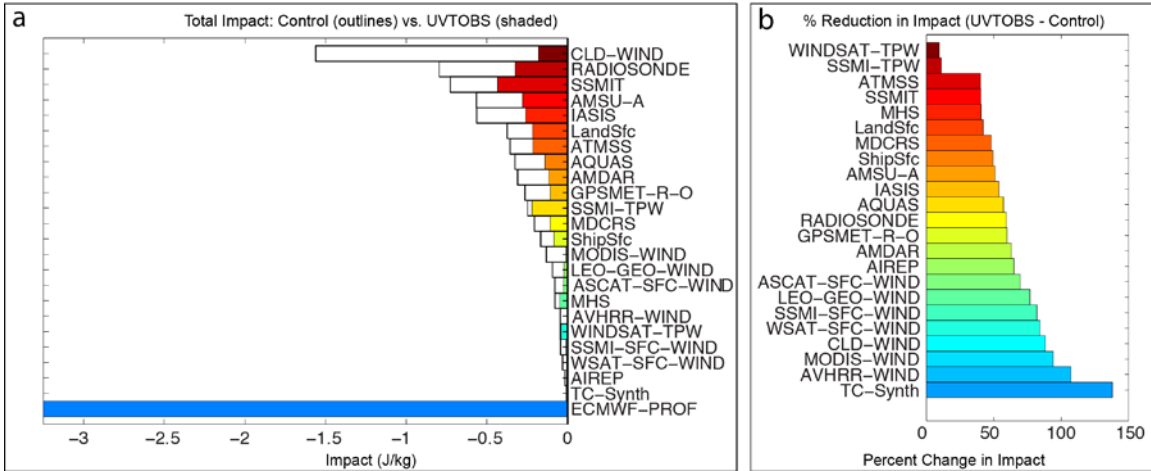 a
Total Impact: Control (outlines) vs. UVTOBS (shaded)
CLD-WIND
RADIOSONDE
SSMIT
AMSU-A
IASIS
LandSfc
ATMSS
AQUAS
AMDAR
GPSMET-R-O
SSMI-TPW
MDCRS
ShipSfc
MODIS-WIND
LEO-GEO-WIND
ASCAT-SFC-WIND
MHS
AVHRR-WIND
WINDSAT-TPW
SSMI-SFC-WIND
WSAT-SFC-WIND
AIREP
TC-Synth
ECMWF-PROF
-3 -2.5 -2 -1.5 -1 -0.5 0
Impact (J/kg)
b
% Reduction in Impact (UVTOBS - Control)
WINDSAT-TPW
SSMI-TPW
ATMSS
SSMIT
MHS
LandSfc
MDCRS
ShipSfc
AMSU-A
IASIS
AQUAS
RADIOSONDE
GPSMET-R-O
AMDAR
AIREP
ASCAT-SFC-WIND
LEO-GEO-WIND
SSMI-SFC-WIND
WSAT-SFC-WIND
CLD-WIND
MODIS-WIND
AVHRR-WIND
TC-Synth
0 50 100 150
Percent Change in Impact